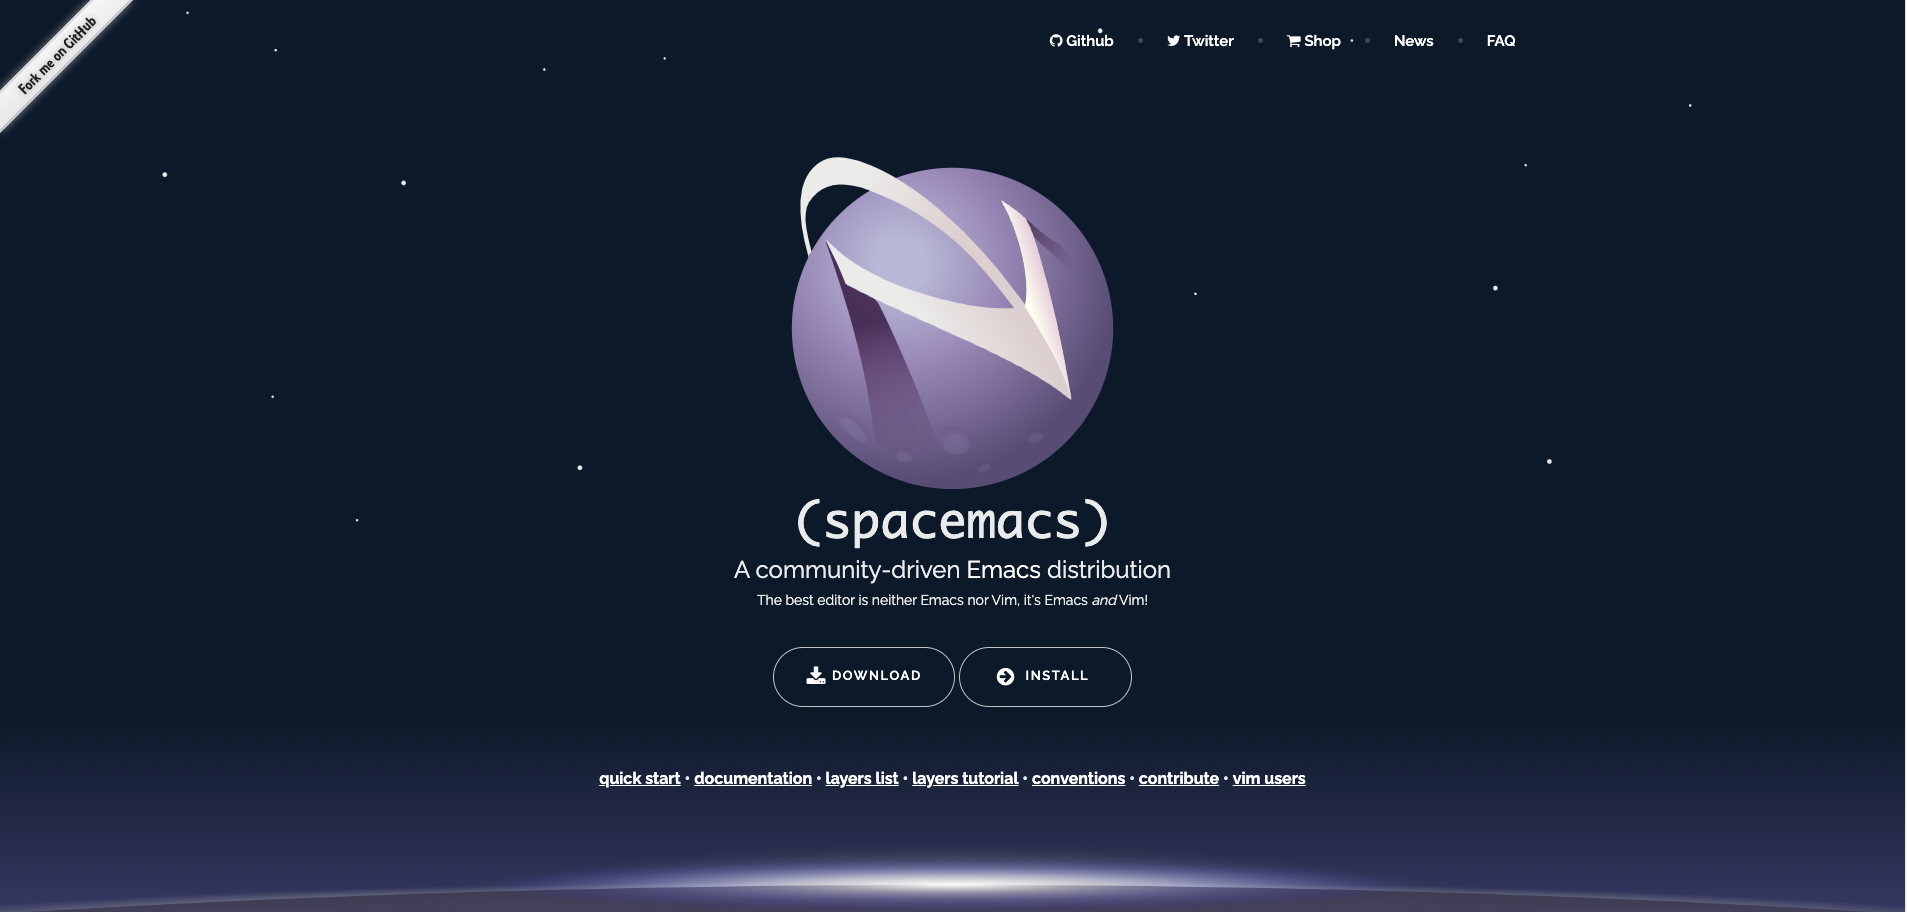 Fork me on GitHub
Github • Twitter • Shop • News • FAQ
(spacemacs)
A community-driven Emacs distribution
The best editor is neither Emacs nor Vim, it's Emacs and Vim!
DOWNLOAD INSTALL
quick start • documentation • layers list • layers tutorial • conventions • contribute • vim users